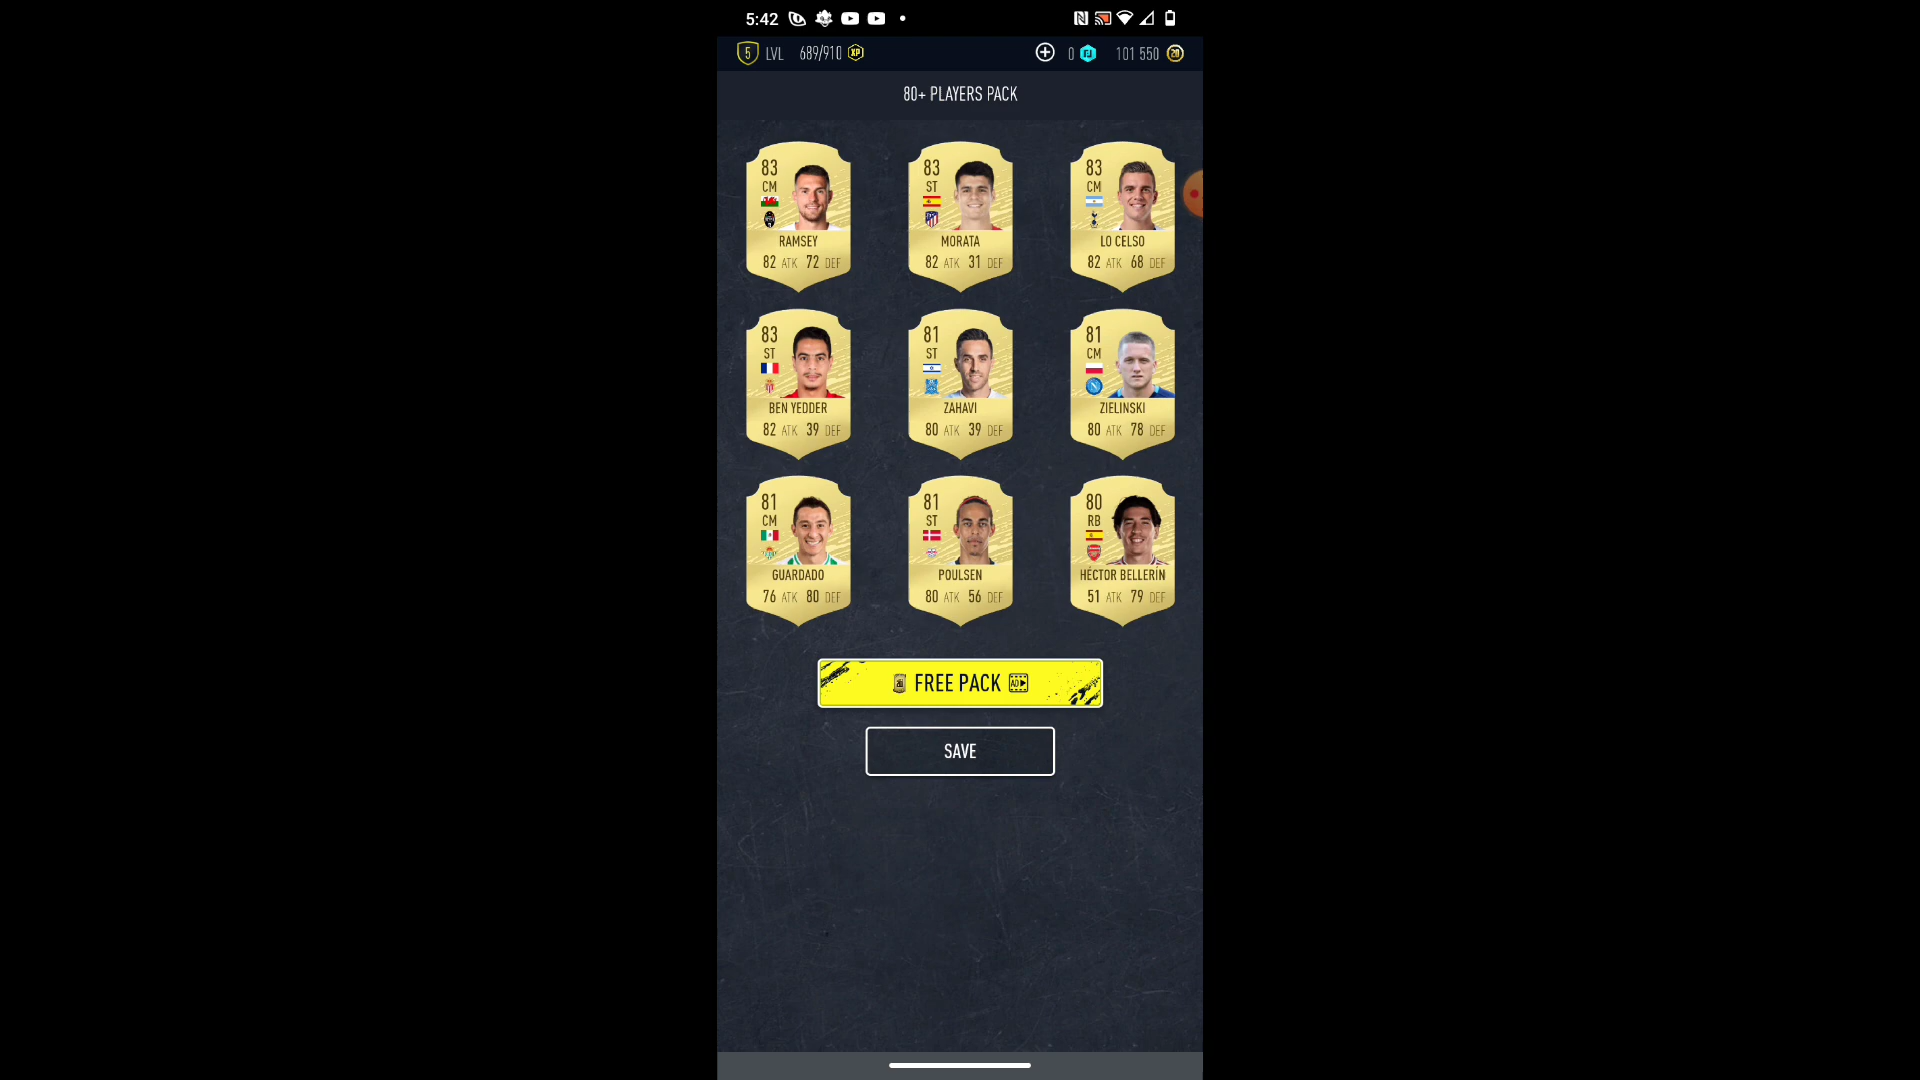 5:42
5 LVL 689/910 XP 0 101 550 20
80+ PLAYERS PACK
83 83 83
CM ST CM
RAMSEY MORATA LO CELSO
82 ATK 72 DEF 82 ATK 31 DEF 82 ATK 68 DEF
83 81 81
ST ST CM
BEN YEDDER ZAHAVI ZIELINSKI
82 ATK 39 DEF 80 ATK 39 DEF 80 ATK 78 DEF
81 81 80
CM ST RB
GUARDADO POULSEN HÉCTOR BELLERÍN
76 ATK 80 DEF 80 ATK 56 DEF 51 ATK 79 DEF
FREE PACK AD
SAVE